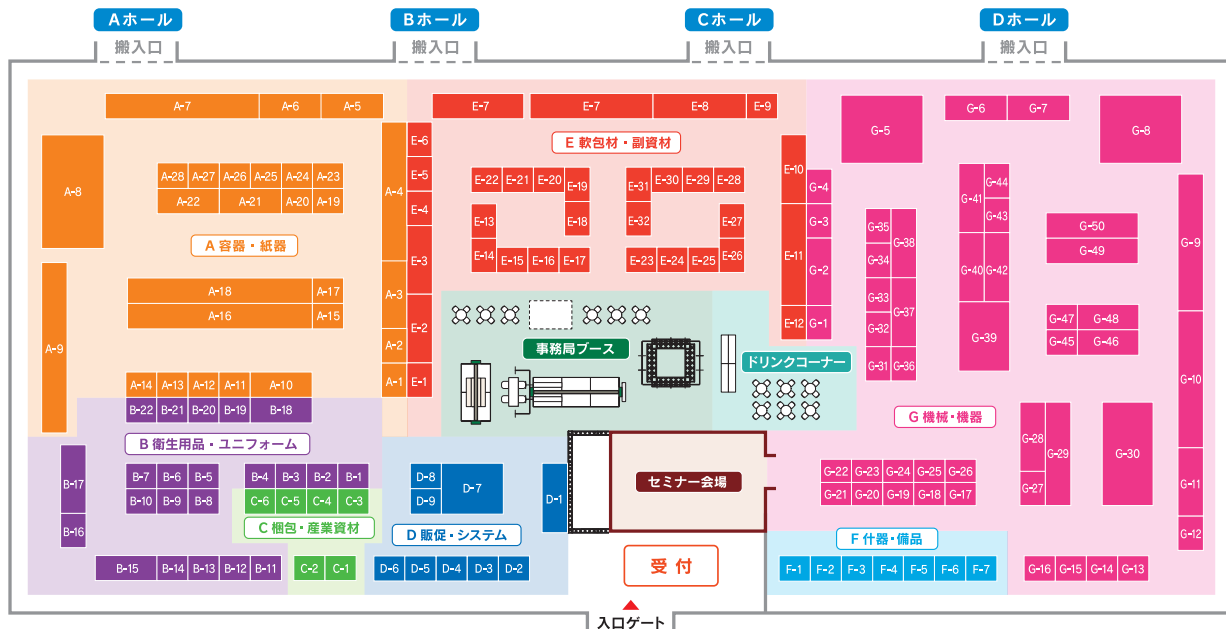 Aホール Bホール Cホール Dホール
搬入口 搬入口 搬入口 搬入口
A-7 A-6 A-5 E-7 E-7 E-8 E-9 G-5 G-6 G-7 G-8
A-8
A-28 A-27 A-26 A-25 A-24 A-23
A-22 A-21 A-20 A-19
A 容器・紙器
A-18 A-17
A-16 A-15
A-9
A-14 A-13 A-12 A-11 A-10
A-4
A-3
A-2
A-1
E-6
E-5
E-4
E-3
E-2
E-1
E 軟包材・副資材
E-22 E-21 E-20 E-19
E-18
E-13
E-14 E-15 E-16 E-17
E-31 E-30 E-29 E-28
E-32
E-27
E-23 E-24 E-25 E-26
E-10
E-11
E-12
G-4
G-3
G-2
G-1
事務局ブース
ドリンクコーナー
G-35
G-34
G-33
G-32
G-31
G-38
G-37
G-36
G-41 G-44
G-43
G-40 G-42
G-39
G-50
G-49
G-47 G-48
G-45 G-46
G-9
G-10
G-11
G-12
G 機械・機器
G-28
G-27
G-29
G-30
G-22 G-23 G-24 G-25 G-26
G-21 G-20 G-19 G-18 G-17
G-16 G-15 G-14 G-13
B-22 B-21 B-20 B-19 B-18
B 衛生用品・ユニフォーム
B-17
B-16
B-7 B-6 B-5 B-4 B-3 B-2 B-1
B-10 B-9 B-8 C-6 C-5 C-4 C-3
C 梱包・産業資材
B-15 B-14 B-13 B-12 B-11 C-2 C-1
D-8
D-9
D-7
D-1
D 販促・システム
D-6 D-5 D-4 D-3 D-2
セミナー会場
受付
F 什器・備品
F-1 F-2 F-3 F-4 F-5 F-6 F-7
入口ゲート